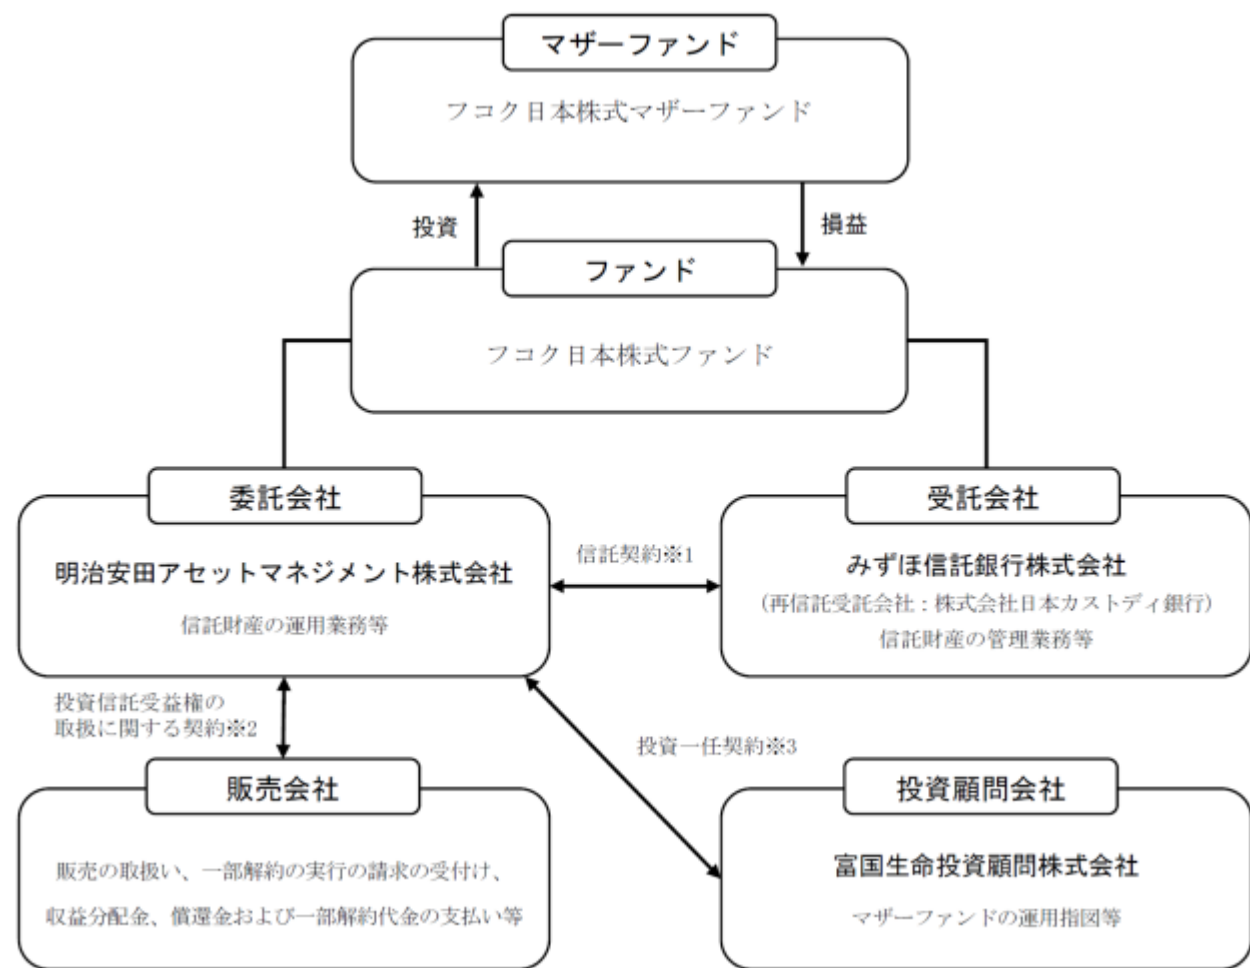 マザーファンド
フコク日本株式マザーファンド
投資
損益
ファンド
フコク日本株式ファンド
委託会社
明治安田アセットマネジメント株式会社
信託財産の運用業務等
信託契約※1
受託会社
みずほ信託銀行株式会社
(再信託受託会社:株式会社日本カストディ銀行)
信託財産の管理業務等
投資信託受益権の
取扱に関する契約※2
投資一任契約※3
販売会社
販売の取扱い、一部解約の実行の請求の受付け、
収益分配金、償還金および一部解約代金の支払い等
投資顧問会社
富国生命投資顧問株式会社
マザーファンドの運用指図等